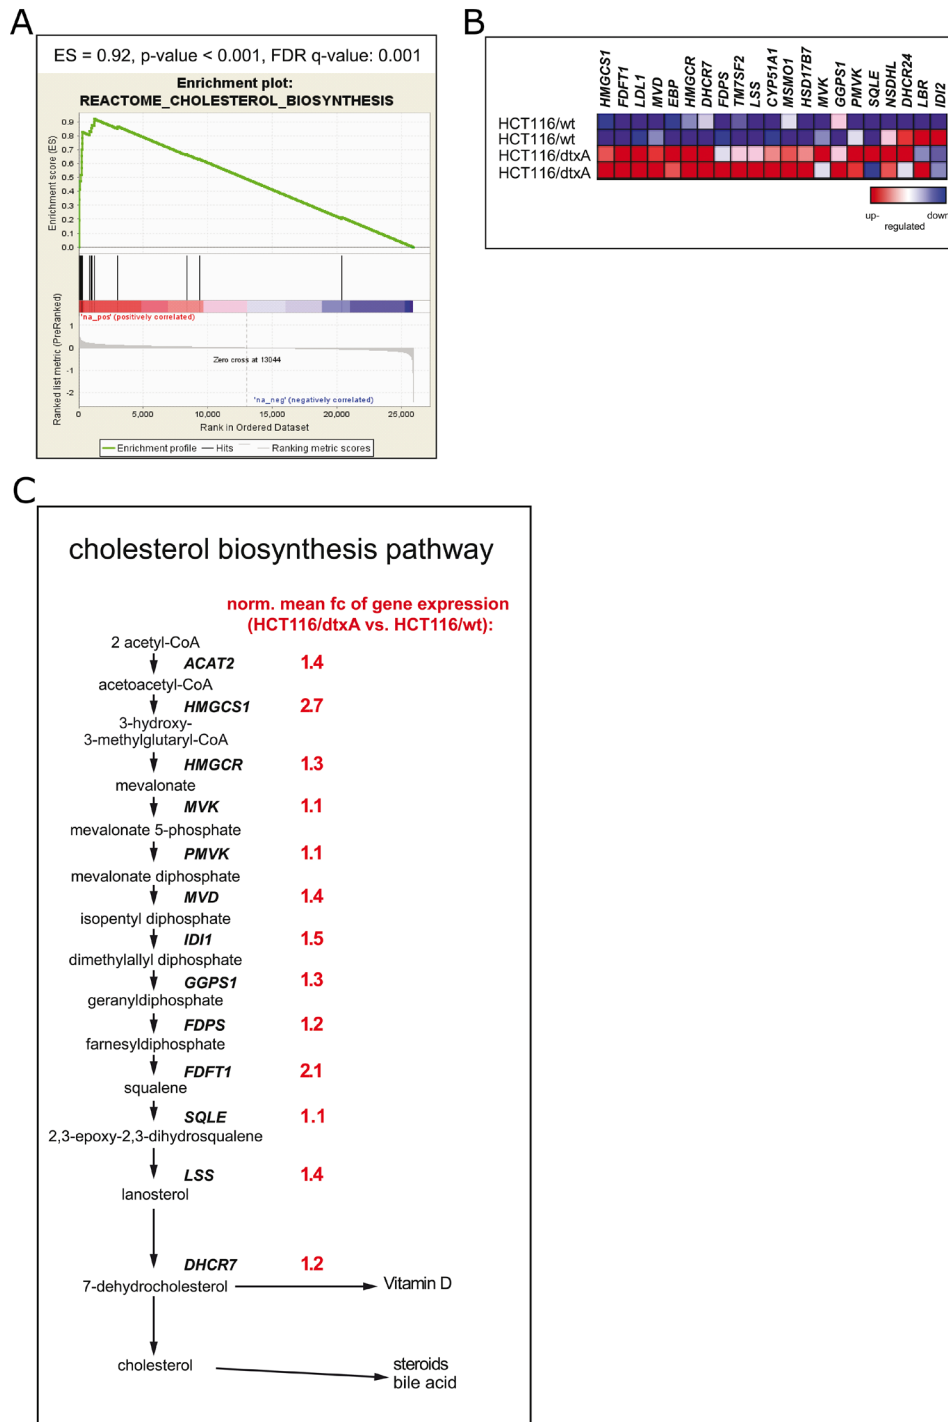 A
ES = 0.92, p-value < 0.001, FDR q-value: 0.001
Enrichment plot:
REACTOME_CHOLESTEROL_BIOSYNTHESIS
Enrichment score (ES)
0.9
0.8
0.7
0.6
0.5
0.4
0.3
0.2
0.1
0.0
'na_pos' (positively correlated)
Ranked list metric (PreRanked)
1
0
-1
-2
Zero cross at 13044
'na_neg' (negatively correlated)
0 5,000 10,000 15,000 20,000 25,000
Rank in Ordered Dataset
Enrichment profile Hits Ranking metric scores
B
HMGCS1 FDFT1 LDL1 MVD EBP HMGCR DHCR7 FDPS TM7SF2 LSS CYP51A1 MSMO1 HSD17B7 MVK GGPS1 PMVK SQLE NSDHL DHCR24 LBR IDI2
HCT116/wt
HCT116/wt
HCT116/dtxA
HCT116/dtxA
up- down
regulated
C
cholesterol biosynthesis pathway
norm. mean fc of gene expression
(HCT116/dtxA vs. HCT116/wt):
2 acetyl-CoA
ACAT2 1.4
acetoacetyl-CoA
HMGCS1 2.7
3-hydroxy-
3-methylglutaryl-CoA
HMGCR 1.3
mevalonate
MVK 1.1
mevalonate 5-phosphate
PMVK 1.1
mevalonate diphosphate
MVD 1.4
isopentyl diphosphate
IDI1 1.5
dimethylallyl diphosphate
GGPS1 1.3
geranyldiphosphate
FDPS 1.2
farnesyldiphosphate
FDFT1 2.1
squalene
SQLE 1.1
2,3-epoxy-2,3-dihydrosqualene
LSS 1.4
lanosterol
DHCR7 1.2
7-dehydrocholesterol Vitamin D
cholesterol steroids
bile acid